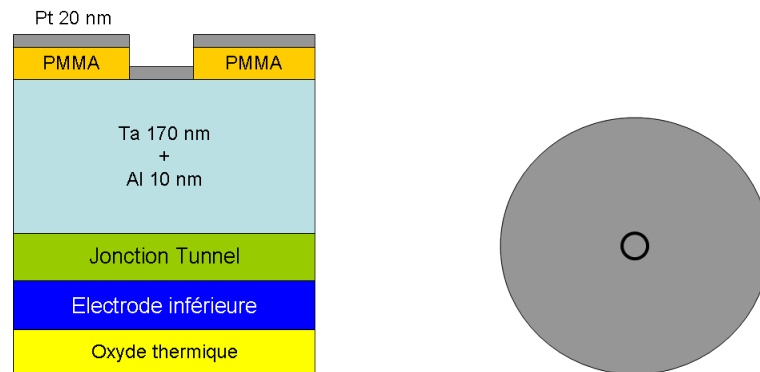 Pt 20 nm
PMMA PMMA
Ta 170 nm
+
Al 10 nm
Jonction Tunnel
Electrode inférieure
Oxyde thermique